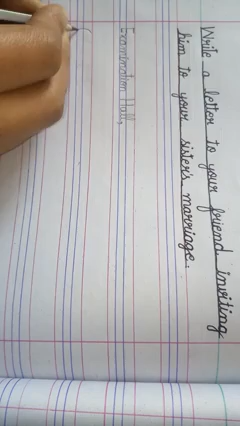 Write a letter to your friend inviting
him to your sister's marriage.
Examination Hall,